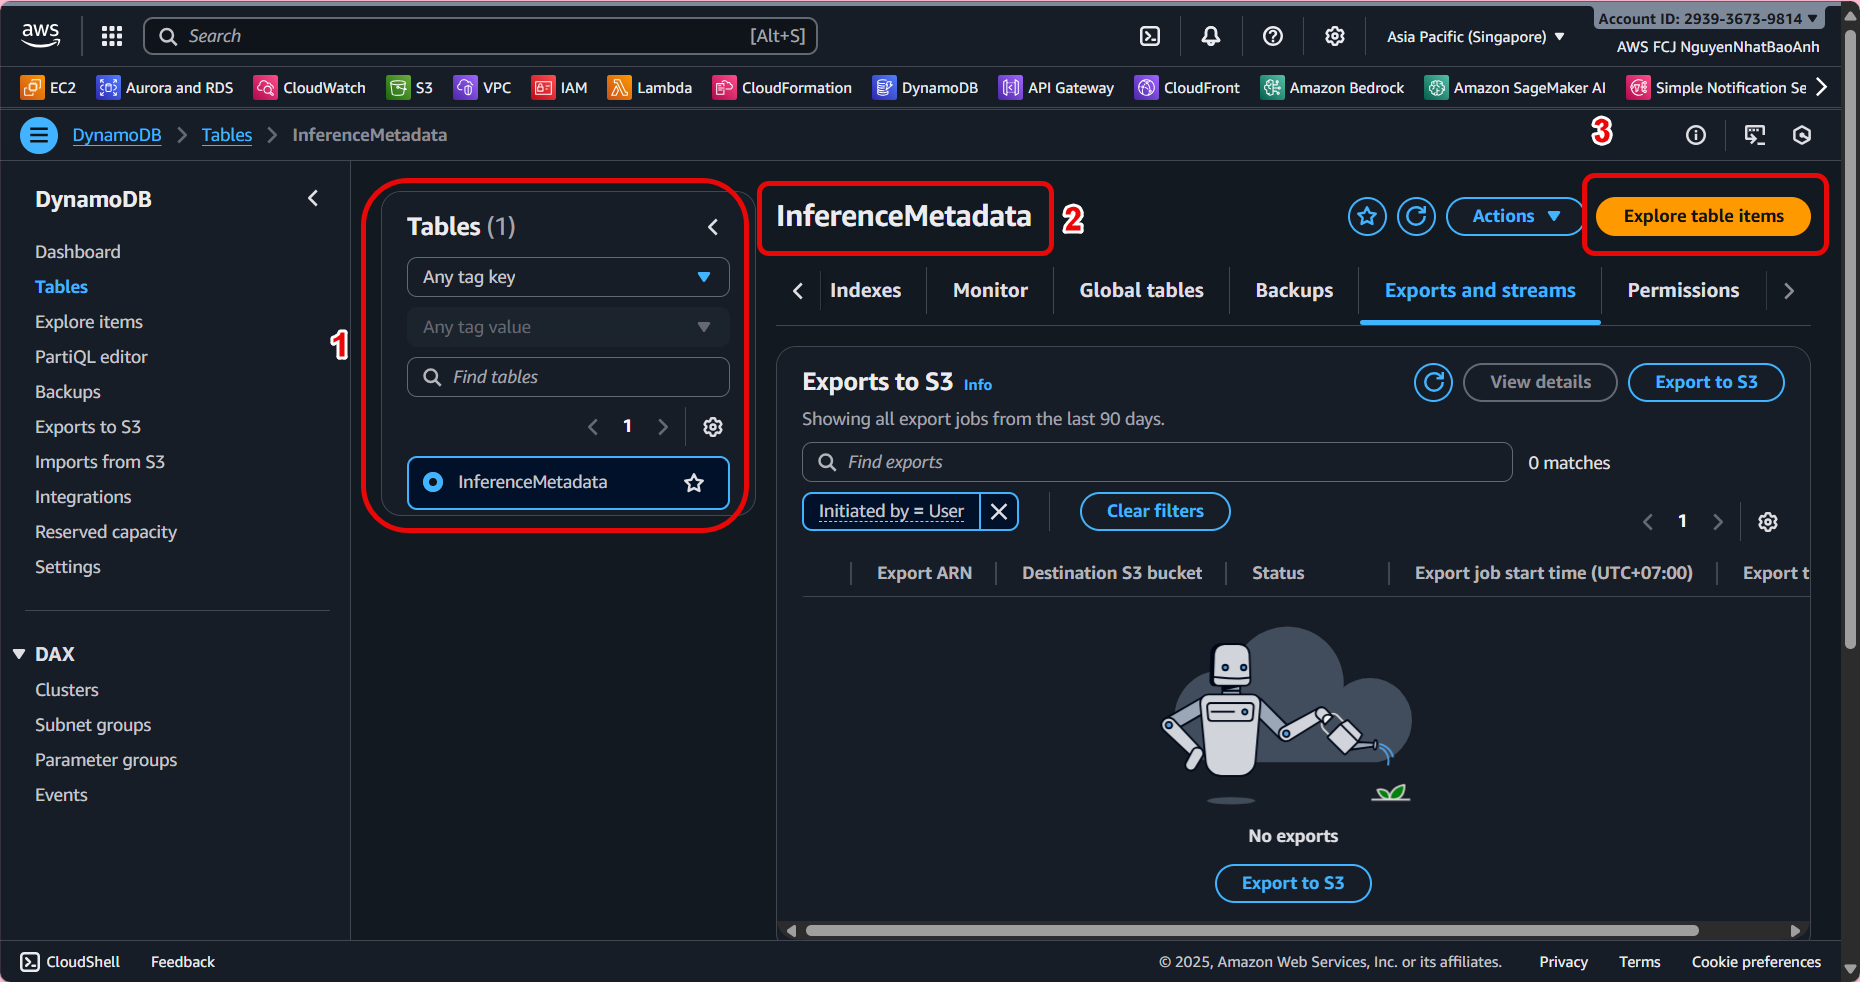 aws
Search
[Alt+S]
Asia Pacific (Singapore)
Account ID: 2939-3673-9814
AWS FCJ NguyenNhatBaoAnh
EC2 Aurora and RDS CloudWatch S3 VPC IAM Lambda CloudFormation DynamoDB API Gateway CloudFront Amazon Bedrock Amazon SageMaker AI Simple Notification Se
DynamoDB Tables InferenceMetadata
3
DynamoDB
Dashboard
Tables
Explore items
PartiQL editor
Backups
Exports to S3
Imports from S3
Integrations
Reserved capacity
Settings
DAX
Clusters
Subnet groups
Parameter groups
Events
1
Tables (1)
Any tag key
Any tag value
Find tables
1
InferenceMetadata
InferenceMetadata
2
Actions
Explore table items
Indexes Monitor Global tables Backups Exports and streams Permissions
Exports to S3 Info
View details
Export to S3
Showing all export jobs from the last 90 days.
Find exports
0 matches
Initiated by = User
Clear filters
1
Export ARN Destination S3 bucket Status Export job start time (UTC+07:00) Export t
No exports
Export to S3
CloudShell Feedback
© 2025, Amazon Web Services, Inc. or its affiliates. Privacy Terms Cookie preferences